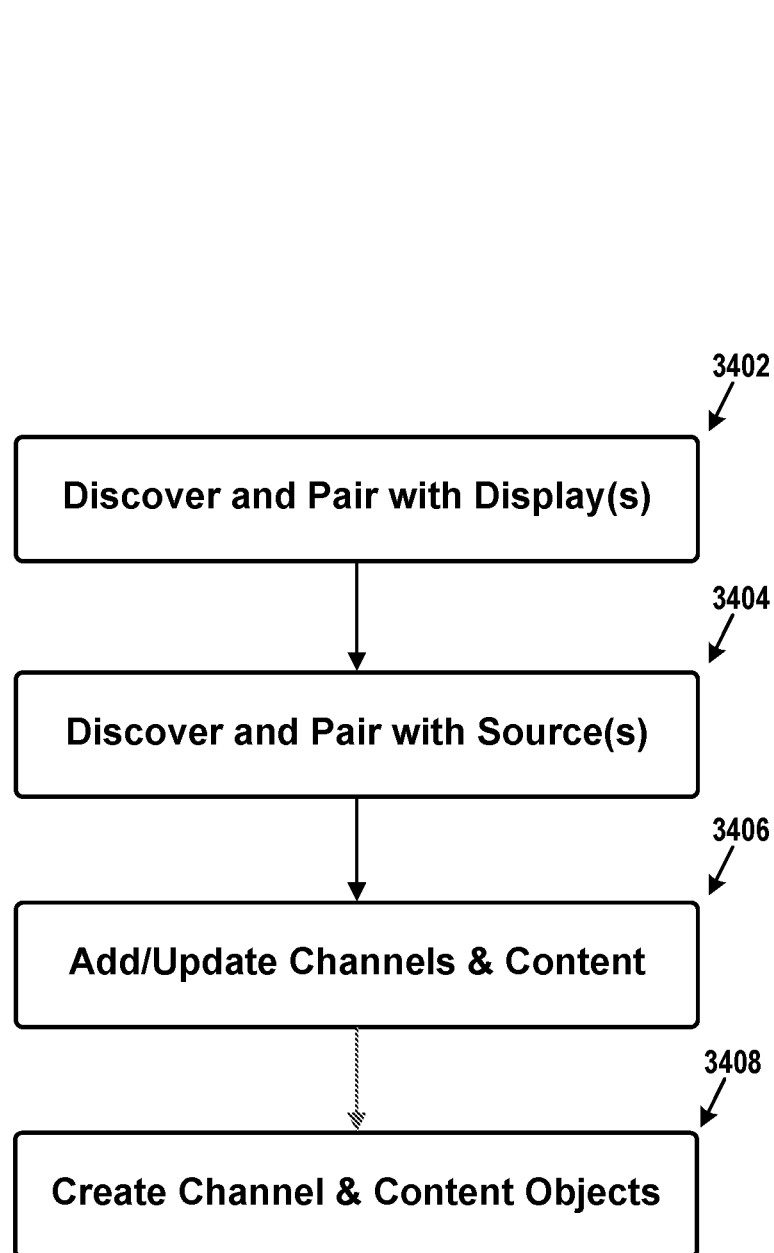 3402
Discover and Pair with Display(s)
3404
Discover and Pair with Source(s)
3406
Add/Update Channels & Content
3408
Create Channel & Content Objects